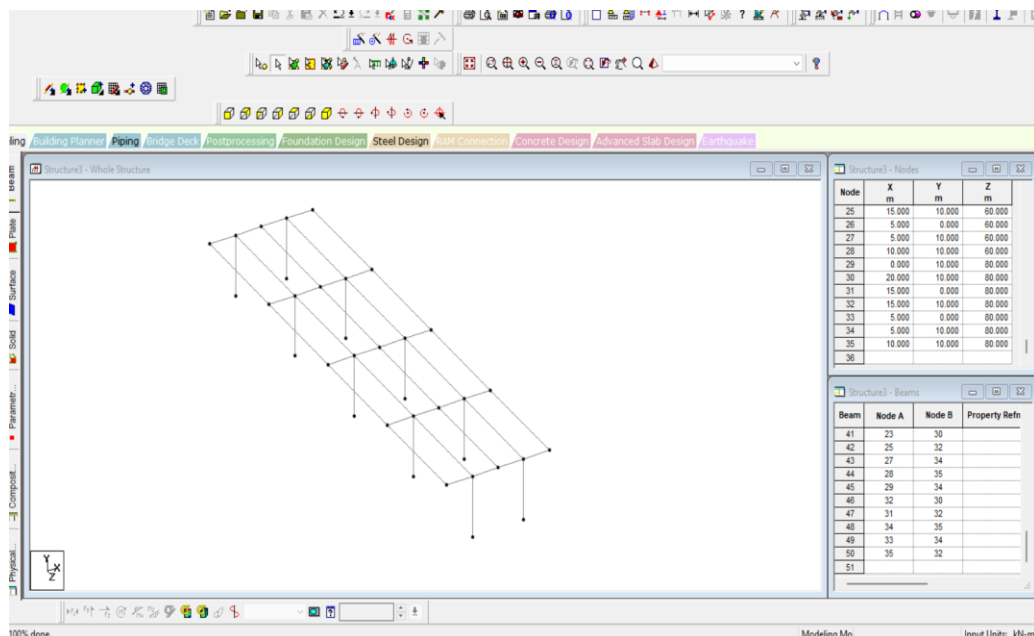 ling Building Planner Piping Bridge Deck Postprocessing Foundation Design Steel Design RAM Connection Concrete Design Advanced Slab Design Earthquake
Beam
Plate
Surface
Solid
Parametr...
Composit...
Physical...
Structure3 - Whole Structure
Y
X
Z
Structure3 - Nodes
Node X Y Z
m m m
25 15.000 10.000 60.000
26 5.000 0.000 60.000
27 5.000 10.000 60.000
28 10.000 10.000 60.000
29 0.000 10.000 80.000
30 20.000 10.000 80.000
31 15.000 0.000 80.000
32 15.000 10.000 80.000
33 5.000 0.000 80.000
34 5.000 10.000 80.000
35 10.000 10.000 80.000
36
Structure3 - Beams
Beam Node A Node B Property Refn
41 23 30
42 25 32
43 27 34
44 28 35
45 29 34
46 32 30
47 31 32
48 34 35
49 33 34
50 35 32
51
100% done.
Modeling Mo
Input Units: kN-m